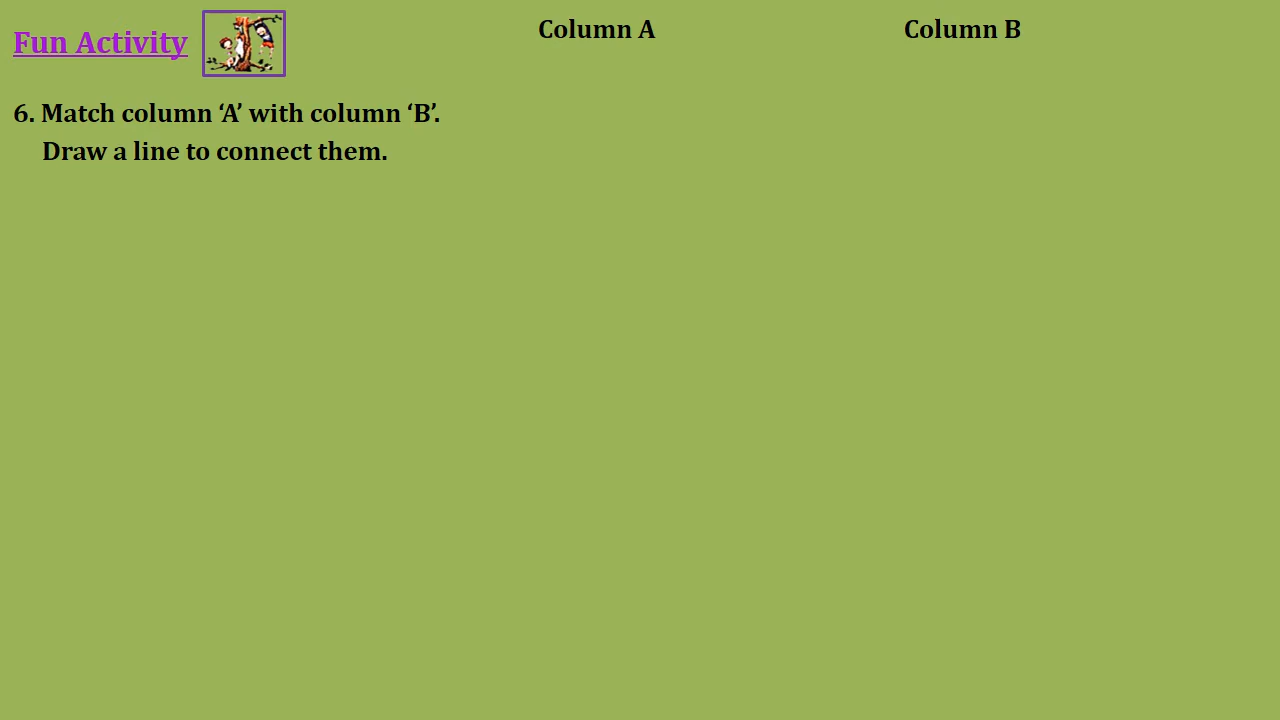 Fun Activity
Column A
Column B
6. Match column ‘A’ with column ‘B’.
Draw a line to connect them.